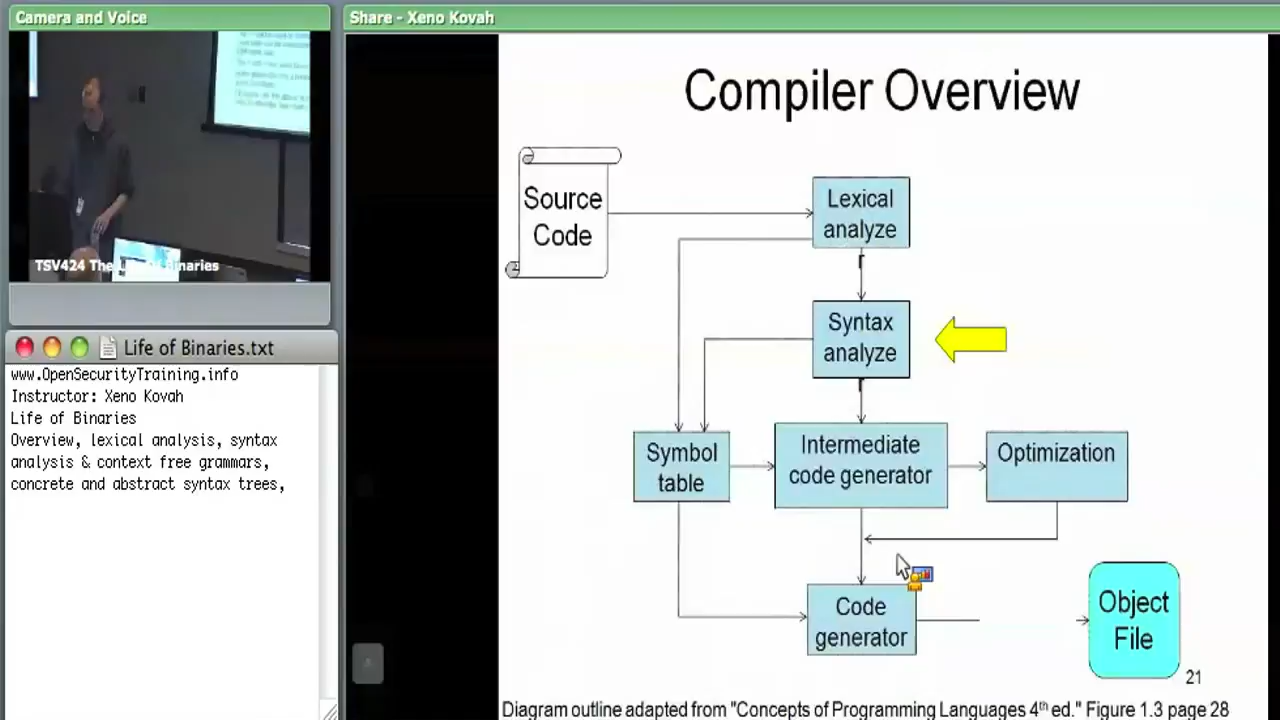 Camera and Voice
Share - Xeno Kovah
TSV424 The Life of Binaries
Life of Binaries.txt
www.OpenSecurityTraining.info
Instructor: Xeno Kovah
Life of Binaries
Overview, lexical analysis, syntax
analysis & context free grammars,
concrete and abstract syntax trees,
Compiler Overview
Source
Code
Lexical
analyze
r
Syntax
analyze
r
Symbol
table
Intermediate
code generator
Optimization
Code
generator
Object
File
21
Diagram outline adapted from "Concepts of Programming Languages 4th ed." Figure 1.3 page 28